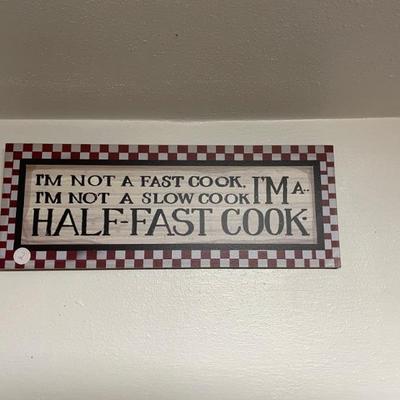 I'M NOT A FAST COOK,
I'M NOT A SLOW COOK I'M A..
HALF-FAST COOK.